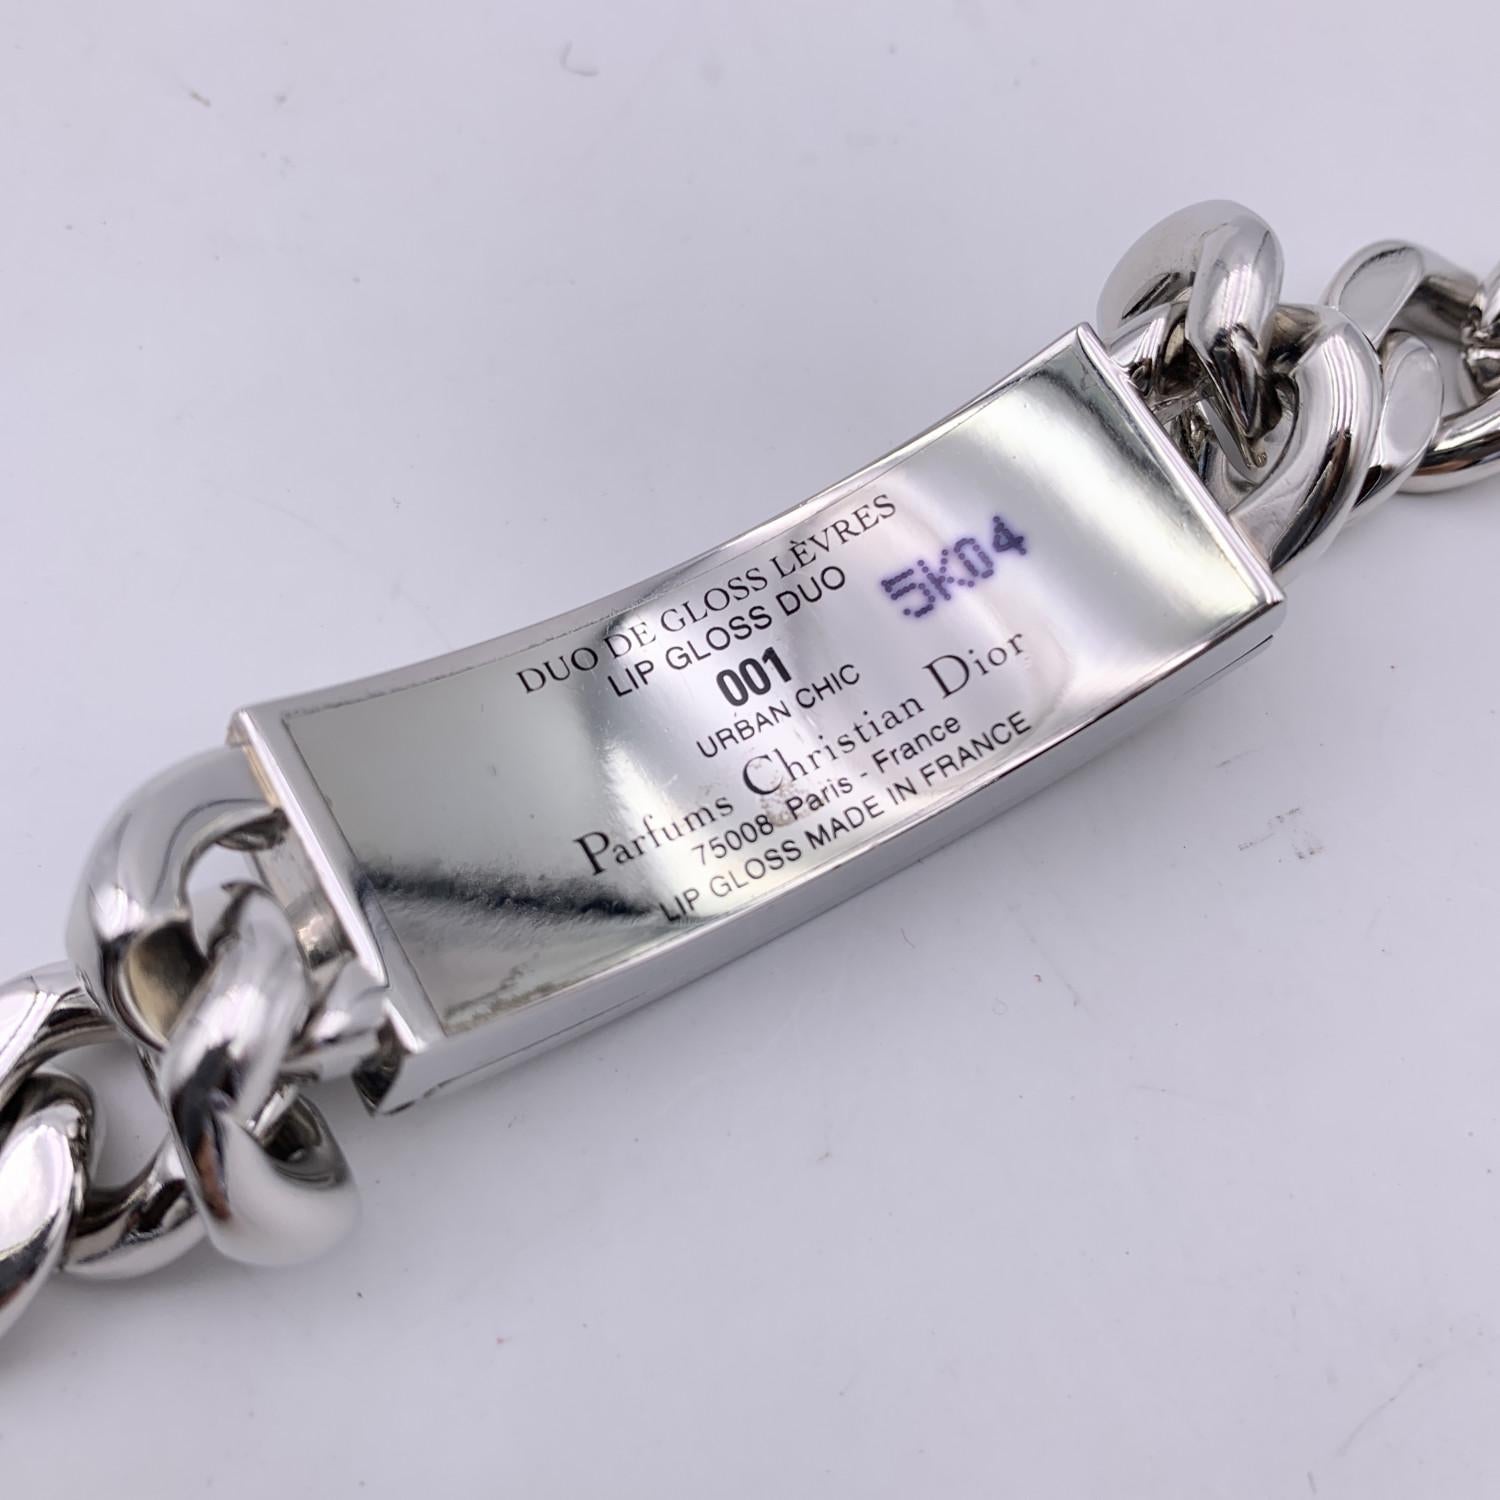 DUO DE GLOSS LÈVRES
LIP GLOSS DUO
5K04
001
URBAN CHIC
Parfums Christian Dior
75008 Paris - France
LIP GLOSS MADE IN FRANCE